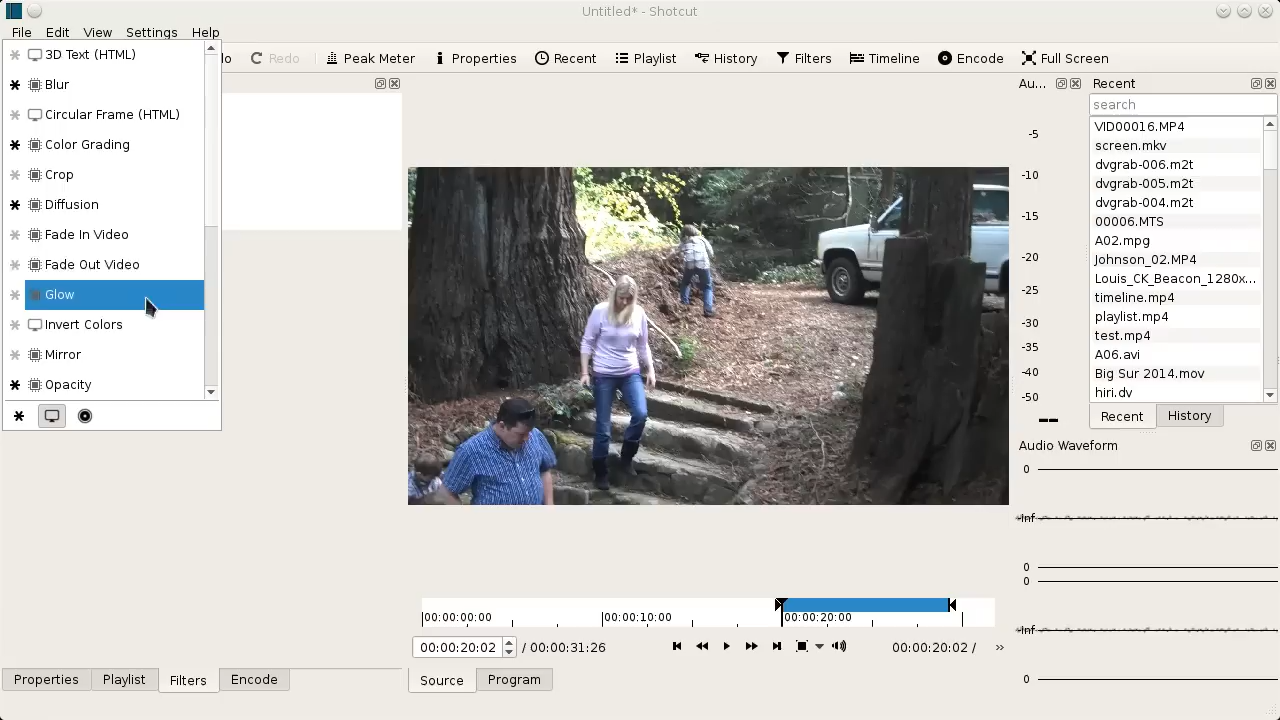 Untitled* - Shotcut
File Edit View Settings Help
lo Redo Peak Meter Properties Recent Playlist History Filters Timeline Encode Full Screen
3D Text (HTML)
Blur
Circular Frame (HTML)
Color Grading
Crop
Diffusion
Fade In Video
Fade Out Video
Glow
Invert Colors
Mirror
Opacity
Au...
-5
-10
-15
-20
-25
-30
-35
-40
-50
Recent
search
VID00016.MP4
screen.mkv
dvgrab-006.m2t
dvgrab-005.m2t
dvgrab-004.m2t
00006.MTS
A02.mpg
Johnson_02.MP4
Louis_CK_Beacon_1280x...
timeline.mp4
playlist.mp4
test.mp4
A06.avi
Big Sur 2014.mov
hiri.dv
Recent History
Audio Waveform
0
-inf
0
0
-inf
0
00:00:00:00 00:00:10:00 00:00:20:00
00:00:20:02 / 00:00:31:26 00:00:20:02 / »
Properties Playlist Filters Encode
Source Program